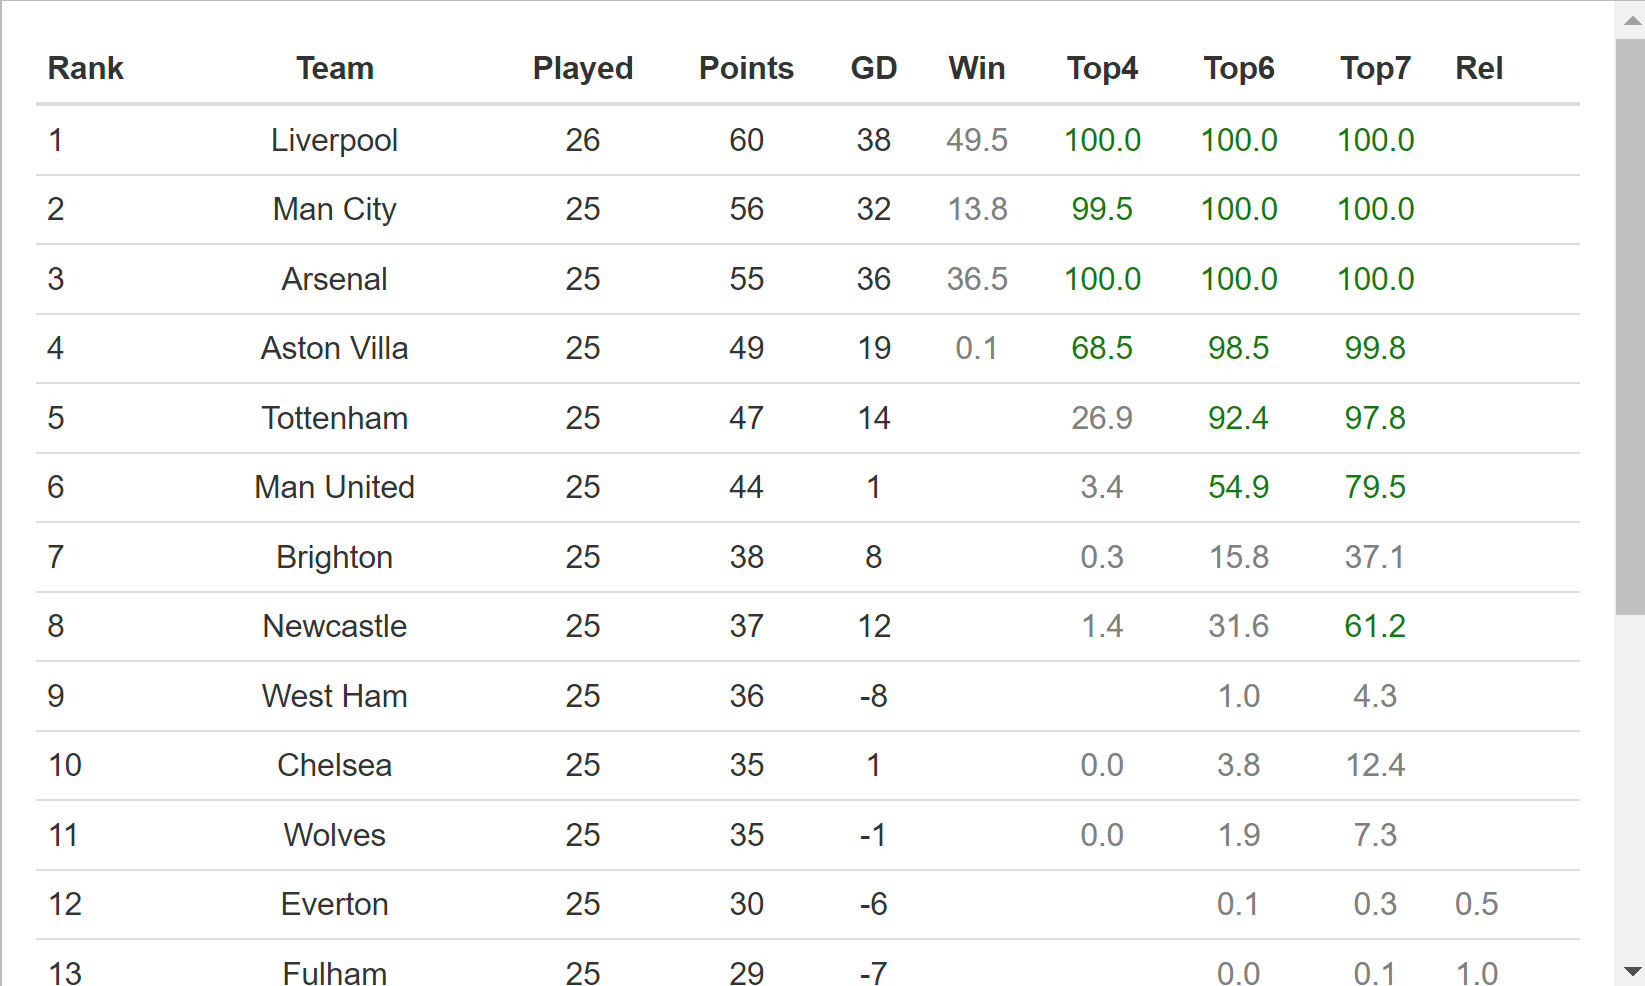 Rank Team Played Points GD Win Top4 Top6 Top7 Rel
1 Liverpool 26 60 38 49.5 100.0 100.0 100.0
2 Man City 25 56 32 13.8 99.5 100.0 100.0
3 Arsenal 25 55 36 36.5 100.0 100.0 100.0
4 Aston Villa 25 49 19 0.1 68.5 98.5 99.8
5 Tottenham 25 47 14 26.9 92.4 97.8
6 Man United 25 44 1 3.4 54.9 79.5
7 Brighton 25 38 8 0.3 15.8 37.1
8 Newcastle 25 37 12 1.4 31.6 61.2
9 West Ham 25 36 -8 1.0 4.3
10 Chelsea 25 35 1 0.0 3.8 12.4
11 Wolves 25 35 -1 0.0 1.9 7.3
12 Everton 25 30 -6 0.1 0.3 0.5
13 Fulham 25 29 -7 0.0 0.1 1.0